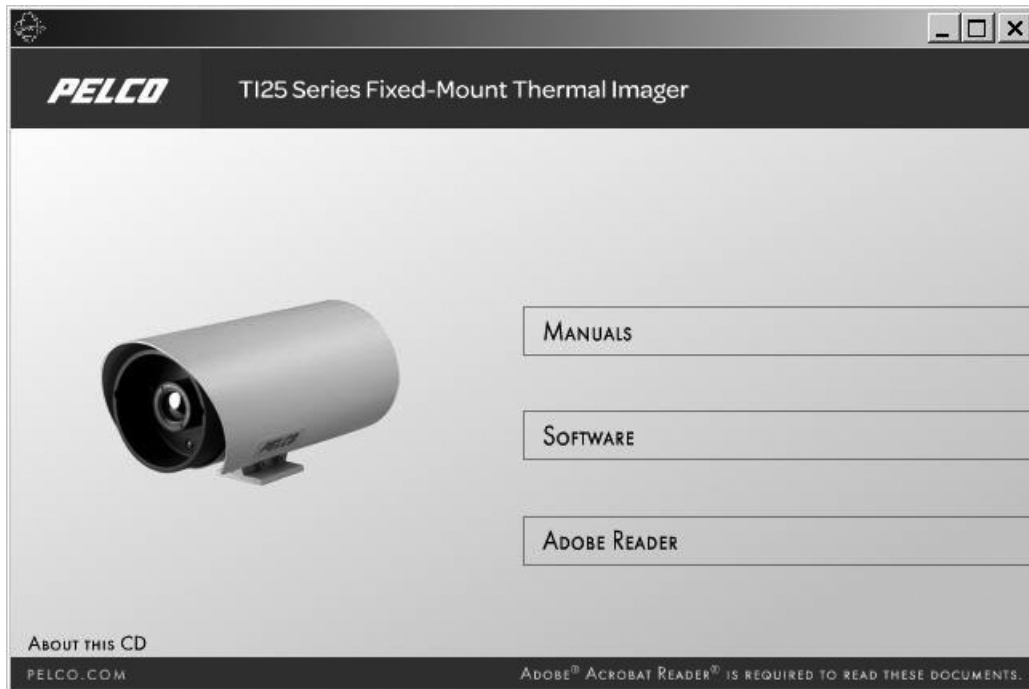 PELCO
TI25 Series Fixed-Mount Thermal Imager
MANUALS
SOFTWARE
ADOBE READER
PELCO
ABOUT THIS CD
PELCO.COM
ADOBE® ACROBAT READER® IS REQUIRED TO READ THESE DOCUMENTS.